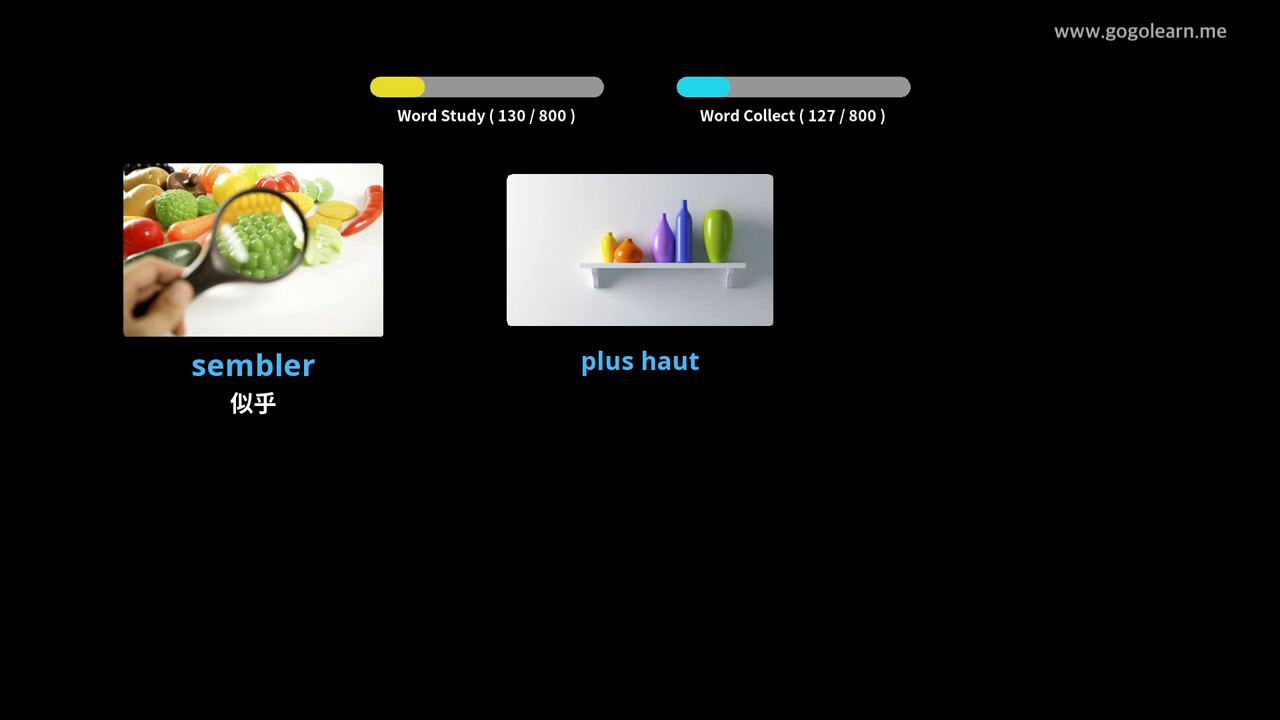 www.gogolearn.me
Word Study ( 130 / 800 )
Word Collect ( 127 / 800 )
sembler
似乎
plus haut